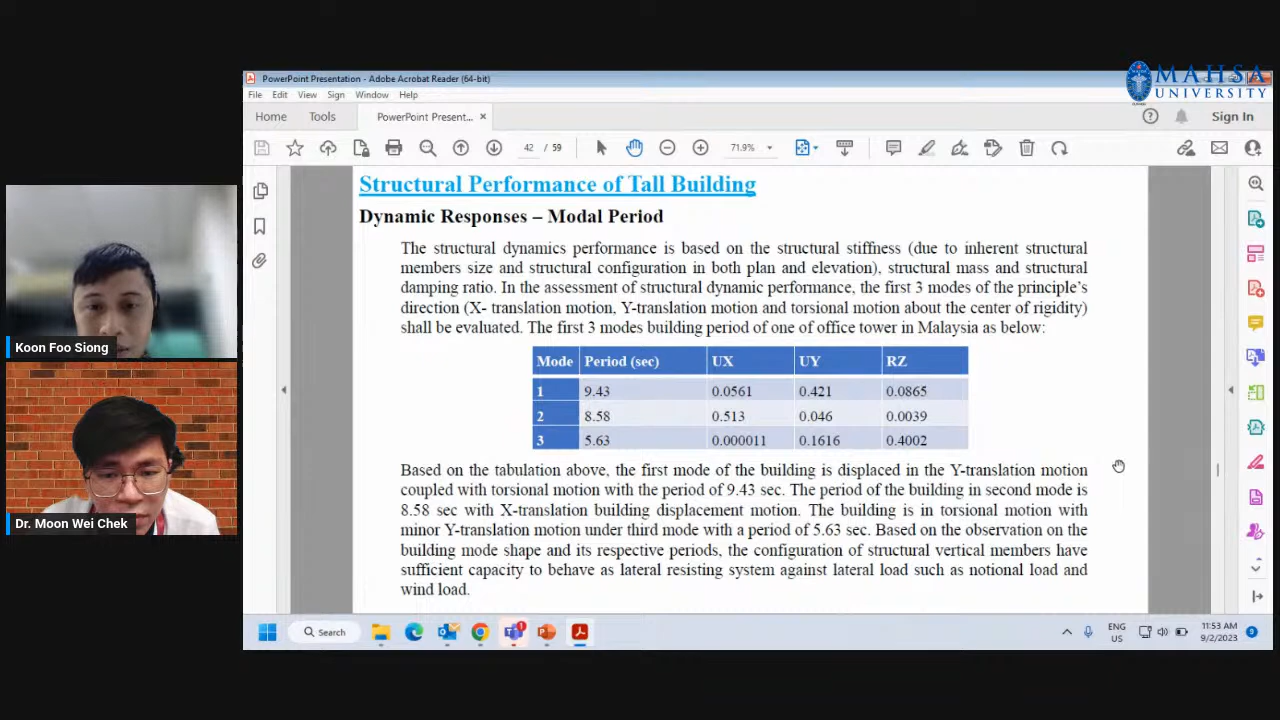 PowerPoint Presentation - Adobe Acrobat Reader (64-bit)
MAHSA
UNIVERSITY
File Edit View Sign Window Help
Home Tools PowerPoint Present... × Sign In
42 / 59 71.9%
Structural Performance of Tall Building
Dynamic Responses – Modal Period
The structural dynamics performance is based on the structural stiffness (due to inherent structural
members size and structural configuration in both plan and elevation), structural mass and structural
damping ratio. In the assessment of structural dynamic performance, the first 3 modes of the principle's
direction (X- translation motion, Y-translation motion and torsional motion about the center of rigidity)
shall be evaluated. The first 3 modes building period of one of office tower in Malaysia as below:
Mode Period (sec) UX UY RZ
1 9.43 0.0561 0.421 0.0865
2 8.58 0.513 0.046 0.0039
3 5.63 0.000011 0.1616 0.4002
Based on the tabulation above, the first mode of the building is displaced in the Y-translation motion
coupled with torsional motion with the period of 9.43 sec. The period of the building in second mode is
8.58 sec with X-translation building displacement motion. The building is in torsional motion with
minor Y-translation motion under third mode with a period of 5.63 sec. Based on the observation on the
building mode shape and its respective periods, the configuration of structural vertical members have
sufficient capacity to behave as lateral resisting system against lateral load such as notional load and
wind load.
Koon Foo Siong
Dr. Moon Wei Chek
Search
ENG
US
11:53 AM
9/2/2023